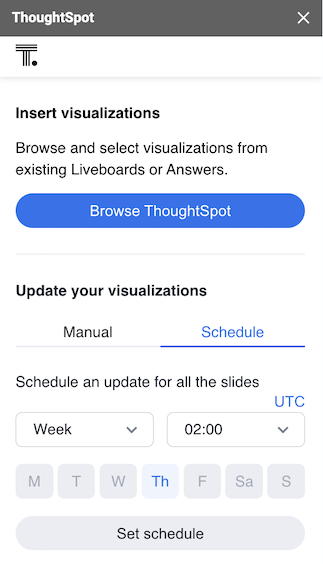 ThoughtSpot
T.
Insert visualizations
Browse and select visualizations from
existing Liveboards or Answers.
Browse ThoughtSpot
Update your visualizations
Manual Schedule
Schedule an update for all the slides
UTC
Week 02:00
M T W Th F Sa S
Set schedule